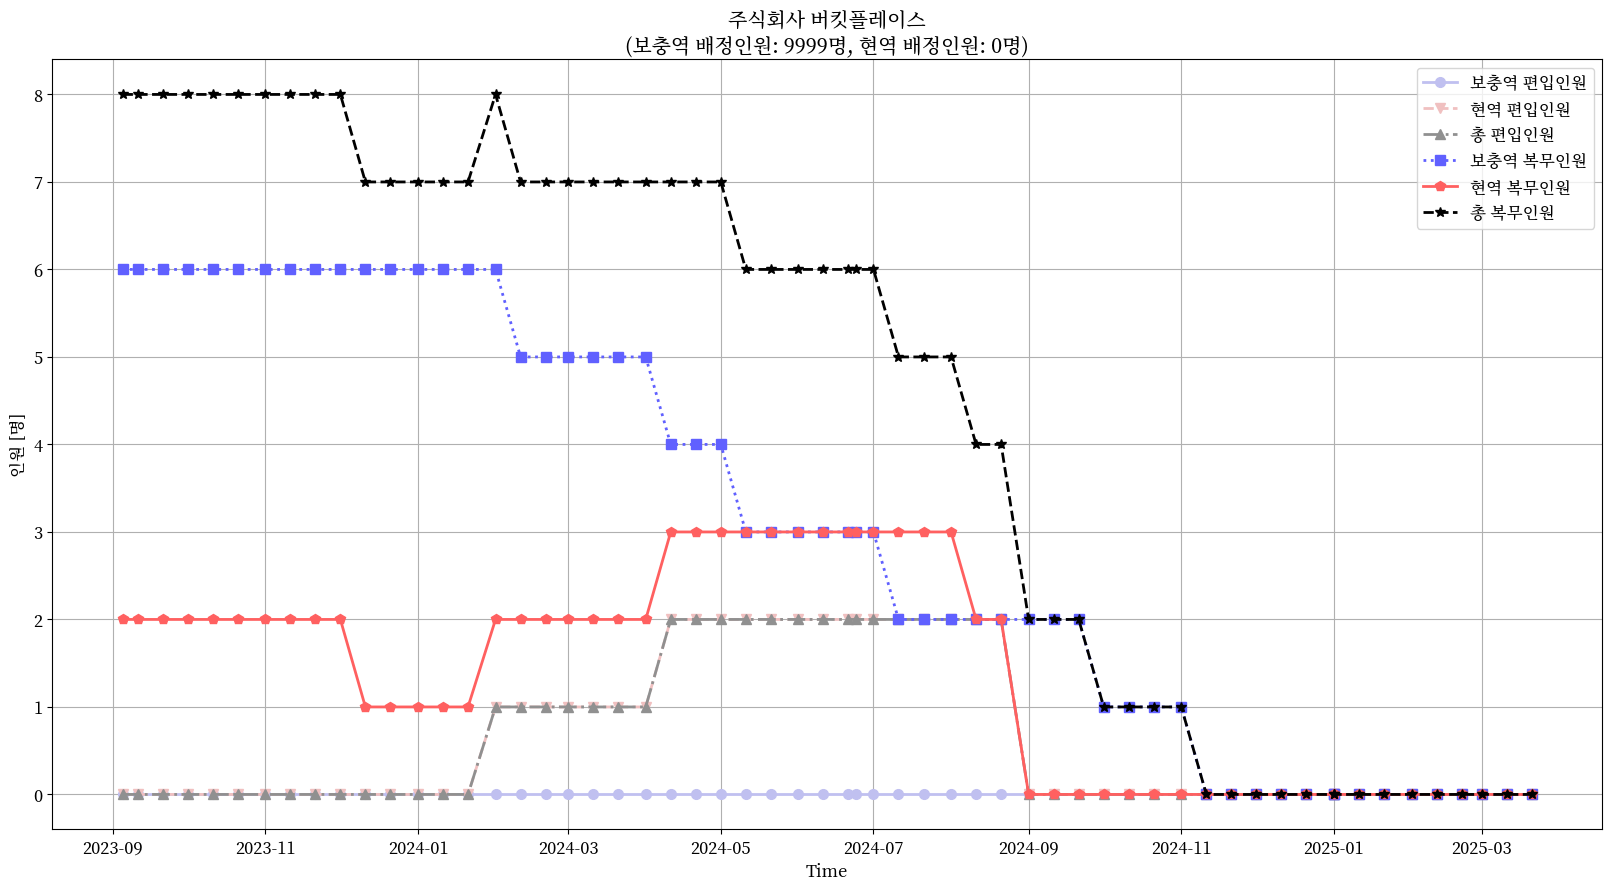 주식회사 버킷플레이스
(보충역 배정인원: 9999명, 현역 배정인원: 0명)
보충역 편입인원
현역 편입인원
총 편입인원
보충역 복무인원
현역 복무인원
총 복무인원
인원 [명]
8
7
6
5
4
3
2
1
0
2023-09 2023-11 2024-01 2024-03 2024-05 2024-07 2024-09 2024-11 2025-01 2025-03
Time